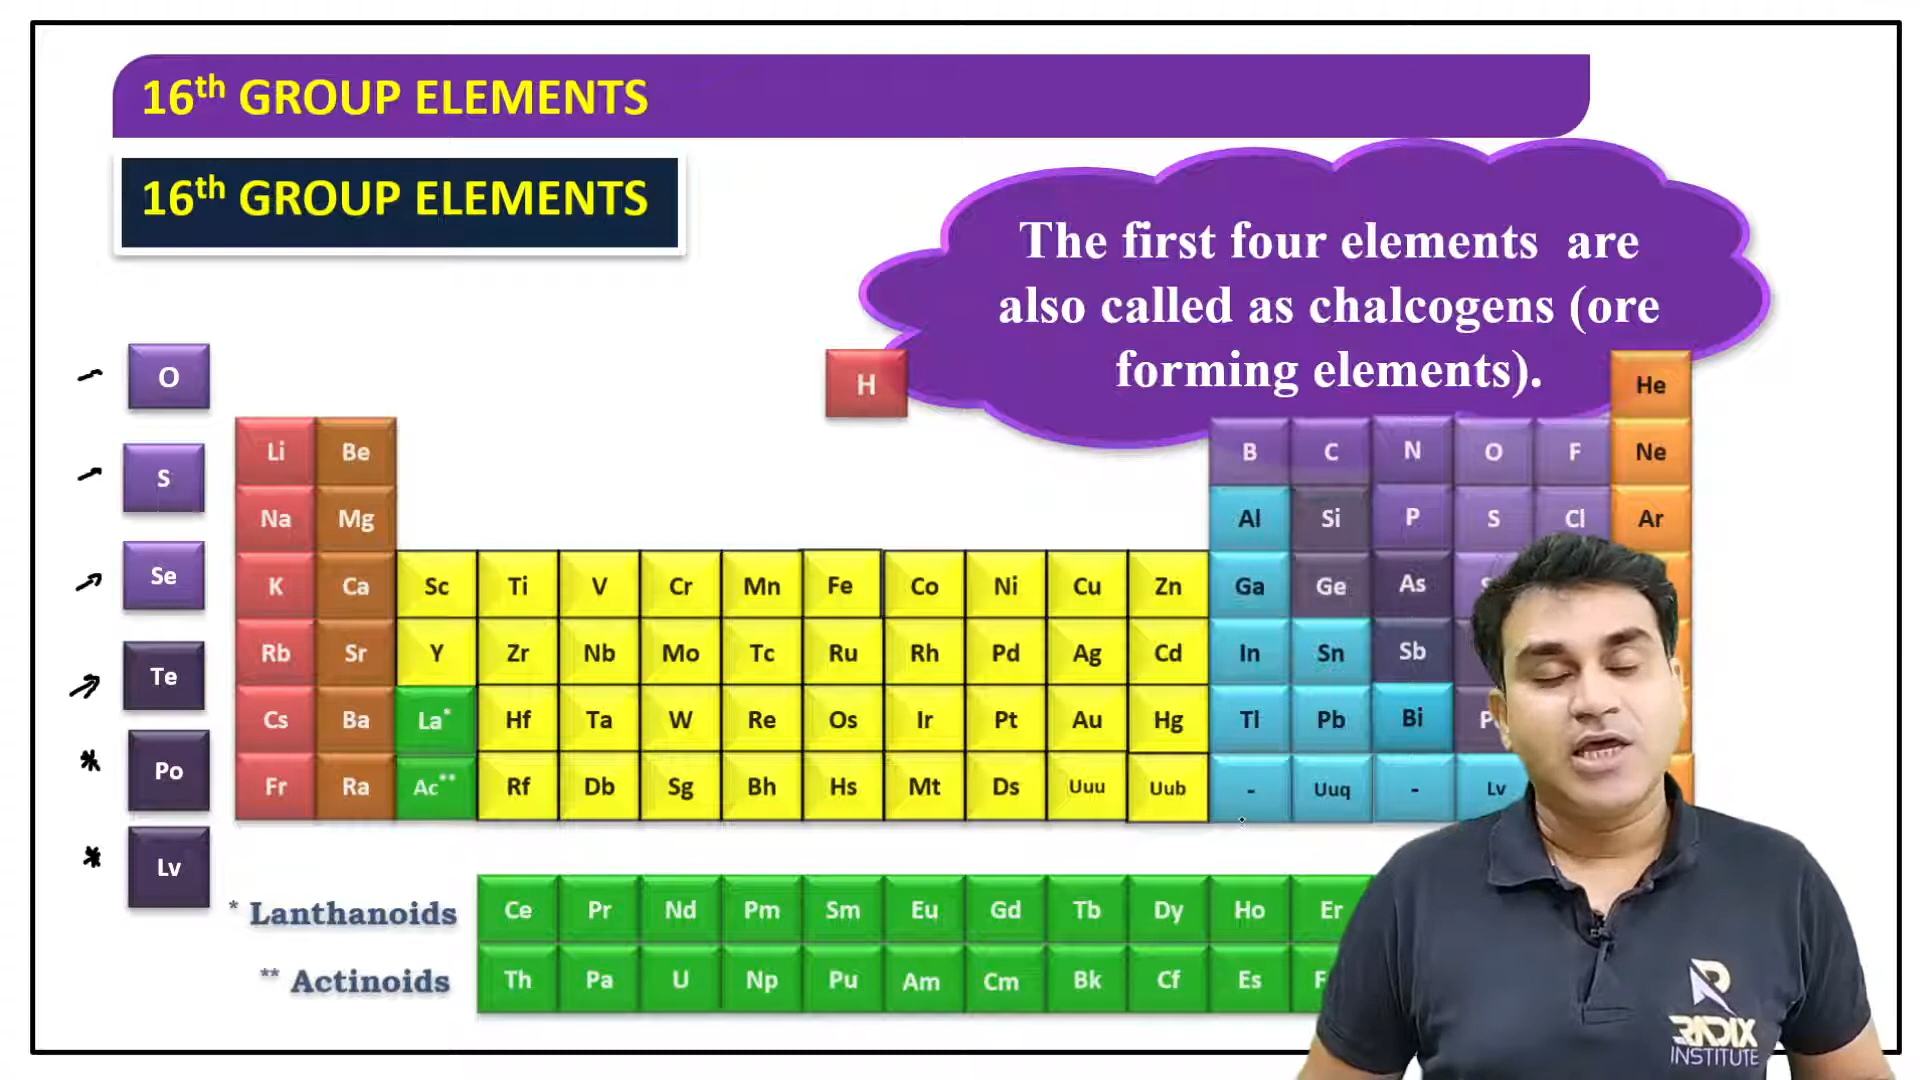 16th GROUP ELEMENTS
16th GROUP ELEMENTS
The first four elements are
also called as chalcogens (ore
forming elements).
O
S
Se
Te
Po
Lv
H He
Li Be B C N O F Ne
Na Mg Al Si P S Cl Ar
K Ca Sc Ti V Cr Mn Fe Co Ni Cu Zn Ga Ge As
Rb Sr Y Zr Nb Mo Tc Ru Rh Pd Ag Cd In Sn Sb
Cs Ba La* Hf Ta W Re Os Ir Pt Au Hg Tl Pb Bi
Fr Ra Ac** Rf Db Sg Bh Hs Mt Ds Uuu Uub - Uuq - Lv
* Lanthanoids Ce Pr Nd Pm Sm Eu Gd Tb Dy Ho Er
** Actinoids Th Pa U Np Pu Am Cm Bk Cf Es
RADIX
INSTITUTE